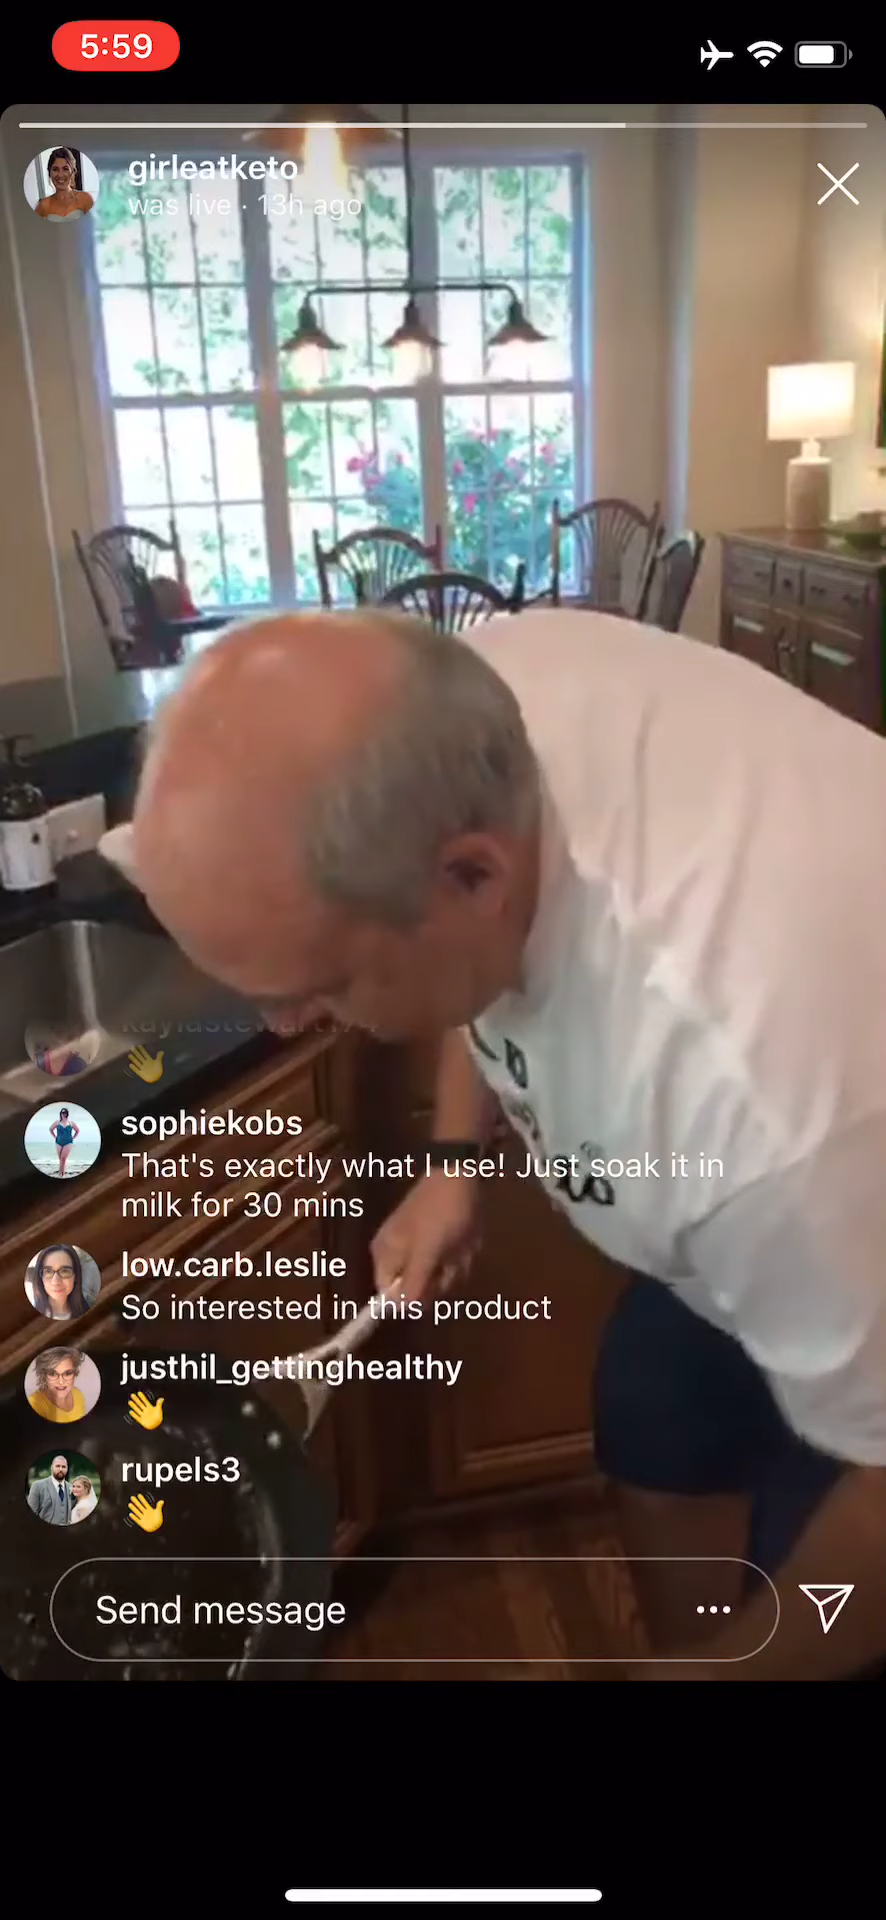 5:59
girleatketo
was live · 13h ago
sophiekobs
That's exactly what I use! Just soak it in
milk for 30 mins
low.carb.leslie
So interested in this product
justhil_gettinghealthy
rupels3
Send message